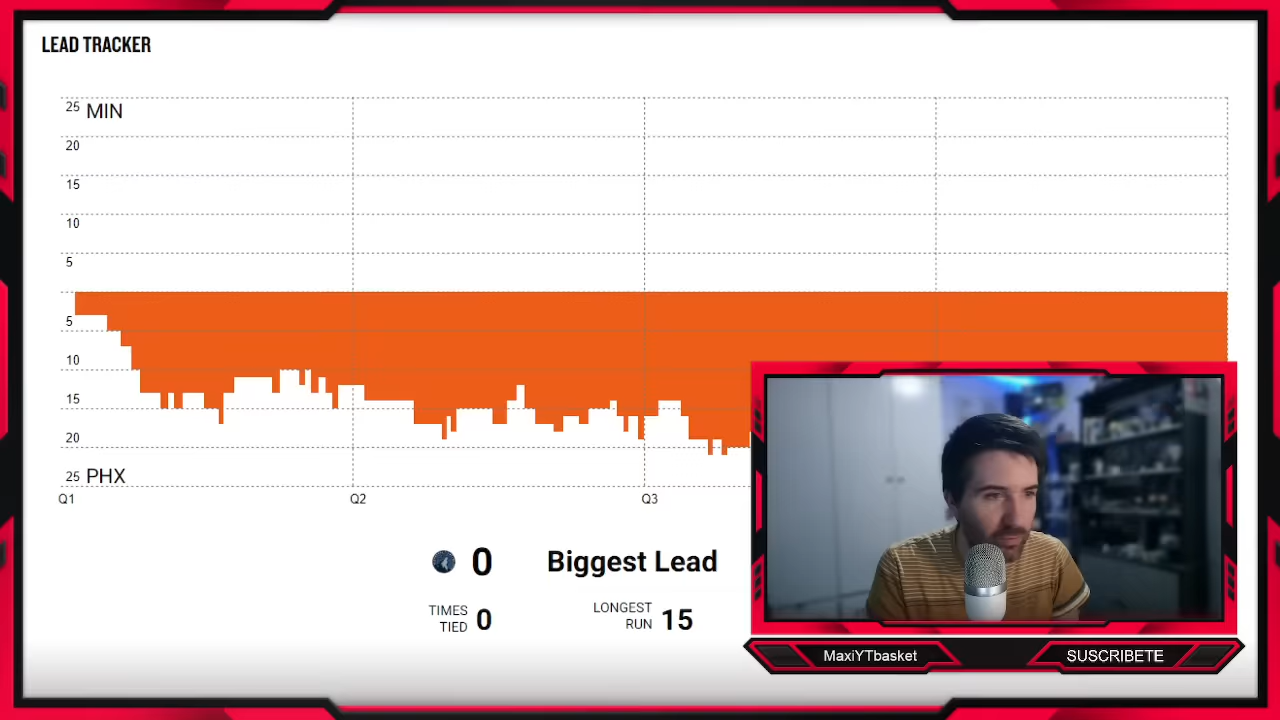 LEAD TRACKER
25 MIN
20
15
10
5
5
10
15
20
25 PHX
Q1 Q2 Q3
0 Biggest Lead
TIMES TIED 0 LONGEST RUN 15
MaxiYTbasket SUSCRIBETE